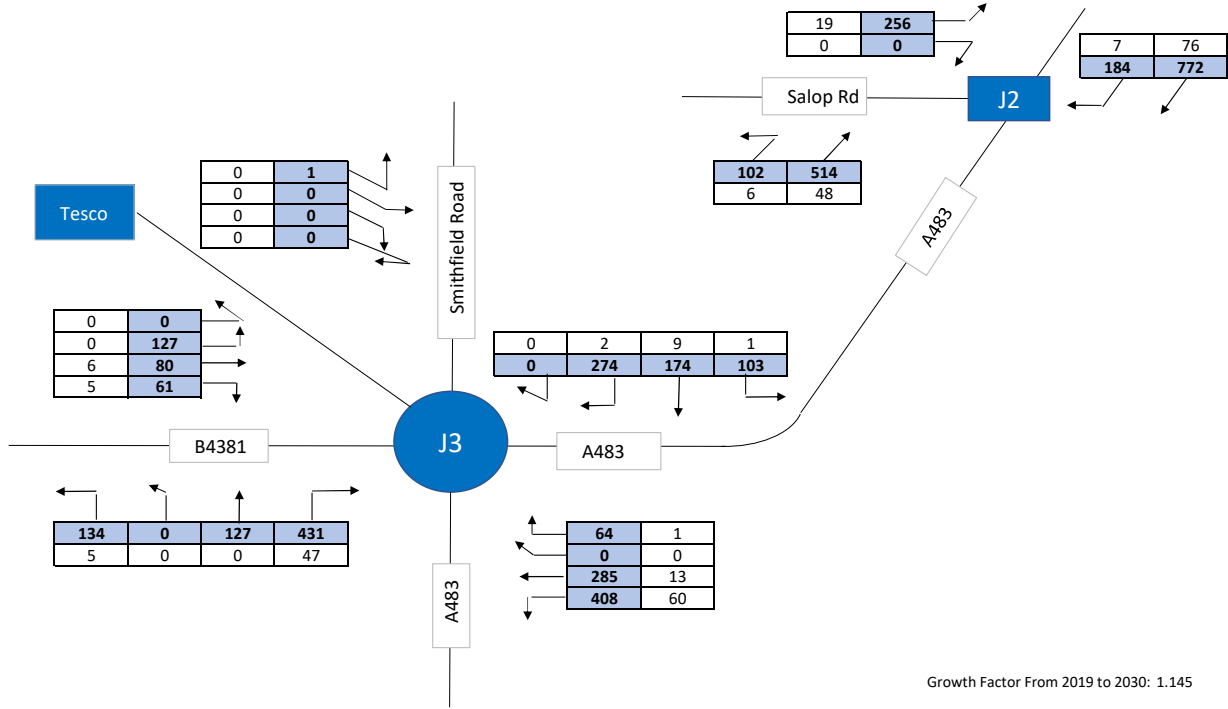 19 256
0 0
7 76
184 772
Salop Rd
J2
102 514
6 48
A483
0 1
0 0
0 0
0 0
Tesco
Smithfield Road
0 0
0 127
6 80
5 61
0 2 9 1
0 274 174 103
B4381
J3
A483
134 0 127 431
5 0 0 47
64 1
0 0
285 13
408 60
A483
Growth Factor From 2019 to 2030: 1.145